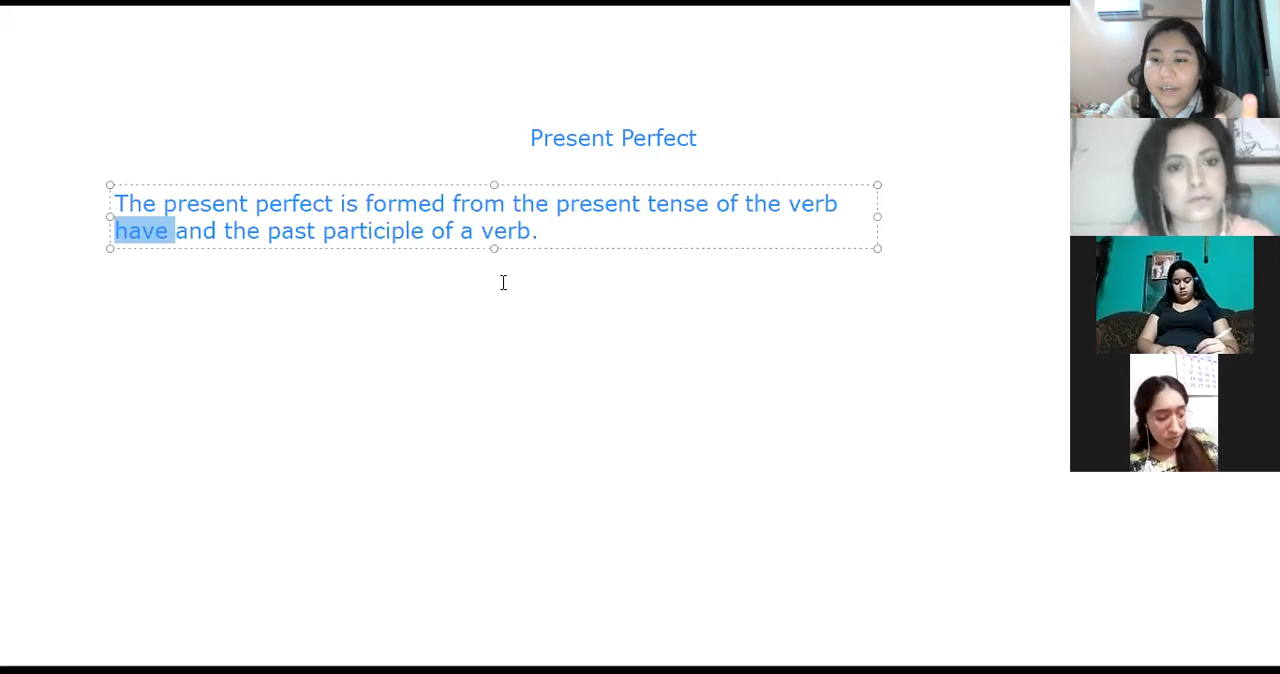 Present Perfect
The present perfect is formed from the present tense of the verb
have and the past participle of a verb.